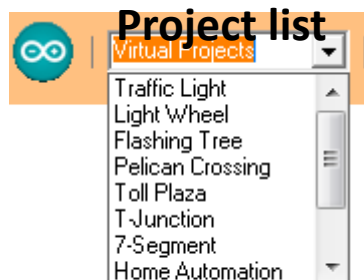 Project list
Virtual Projects
Traffic Light
Light Wheel
Flashing Tree
Pelican Crossing
Toll Plaza
T-Junction
7-Segment
Home Automation